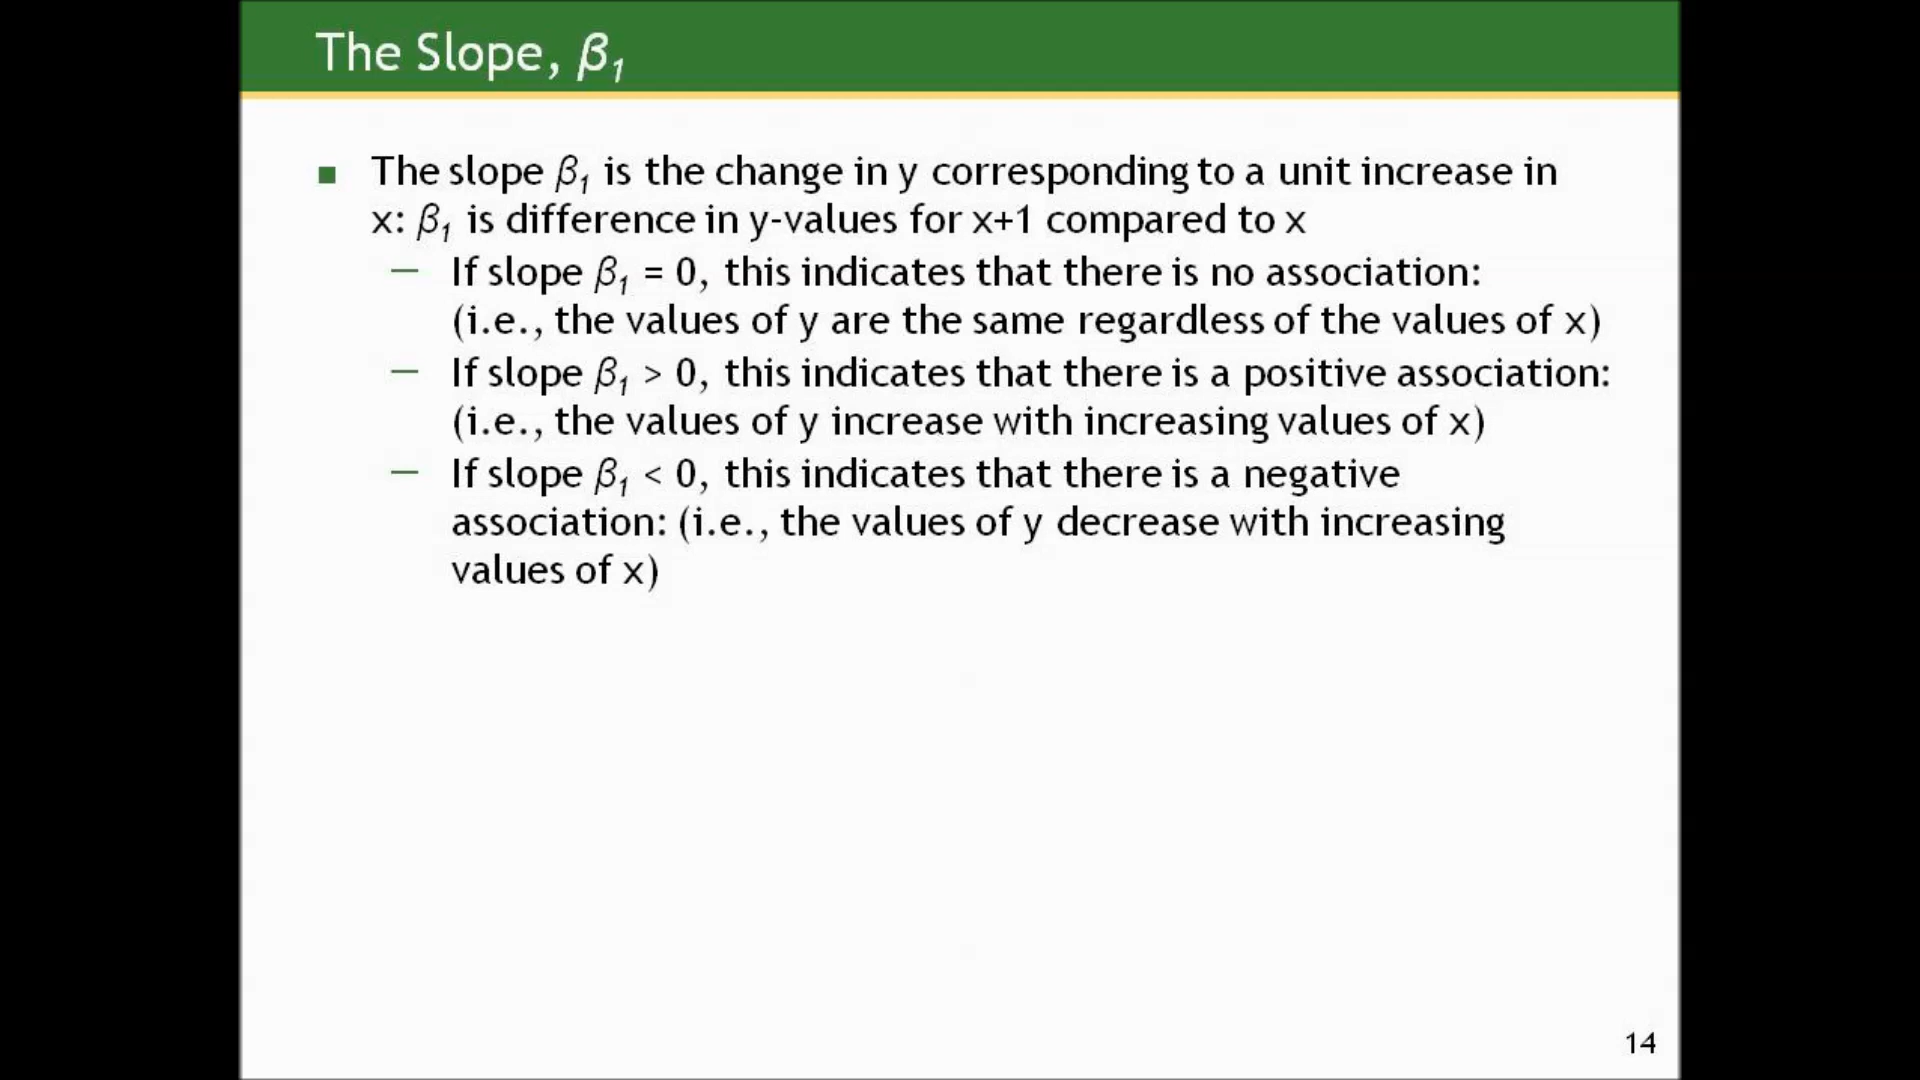 The Slope, β₁
■ The slope β₁ is the change in y corresponding to a unit increase in
x: β₁ is difference in y-values for x+1 compared to x
— If slope β₁ = 0, this indicates that there is no association:
(i.e., the values of y are the same regardless of the values of x)
— If slope β₁ > 0, this indicates that there is a positive association:
(i.e., the values of y increase with increasing values of x)
— If slope β₁ < 0, this indicates that there is a negative
association: (i.e., the values of y decrease with increasing
values of x)
14